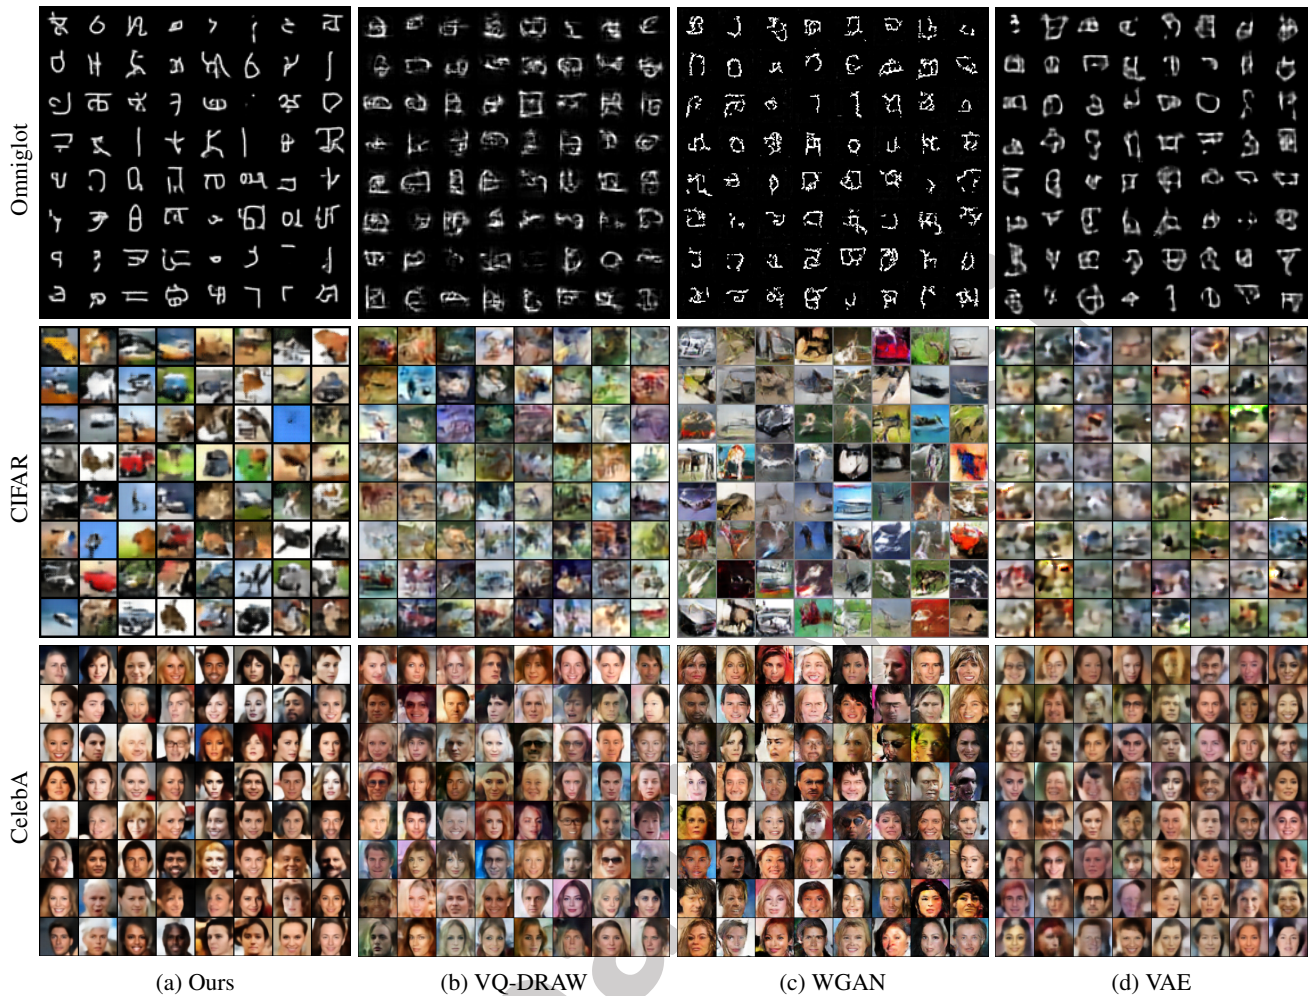 Omniglot
CIFAR
CelebA
(a) Ours
(b) VQ-DRAW
(c) WGAN
(d) VAE